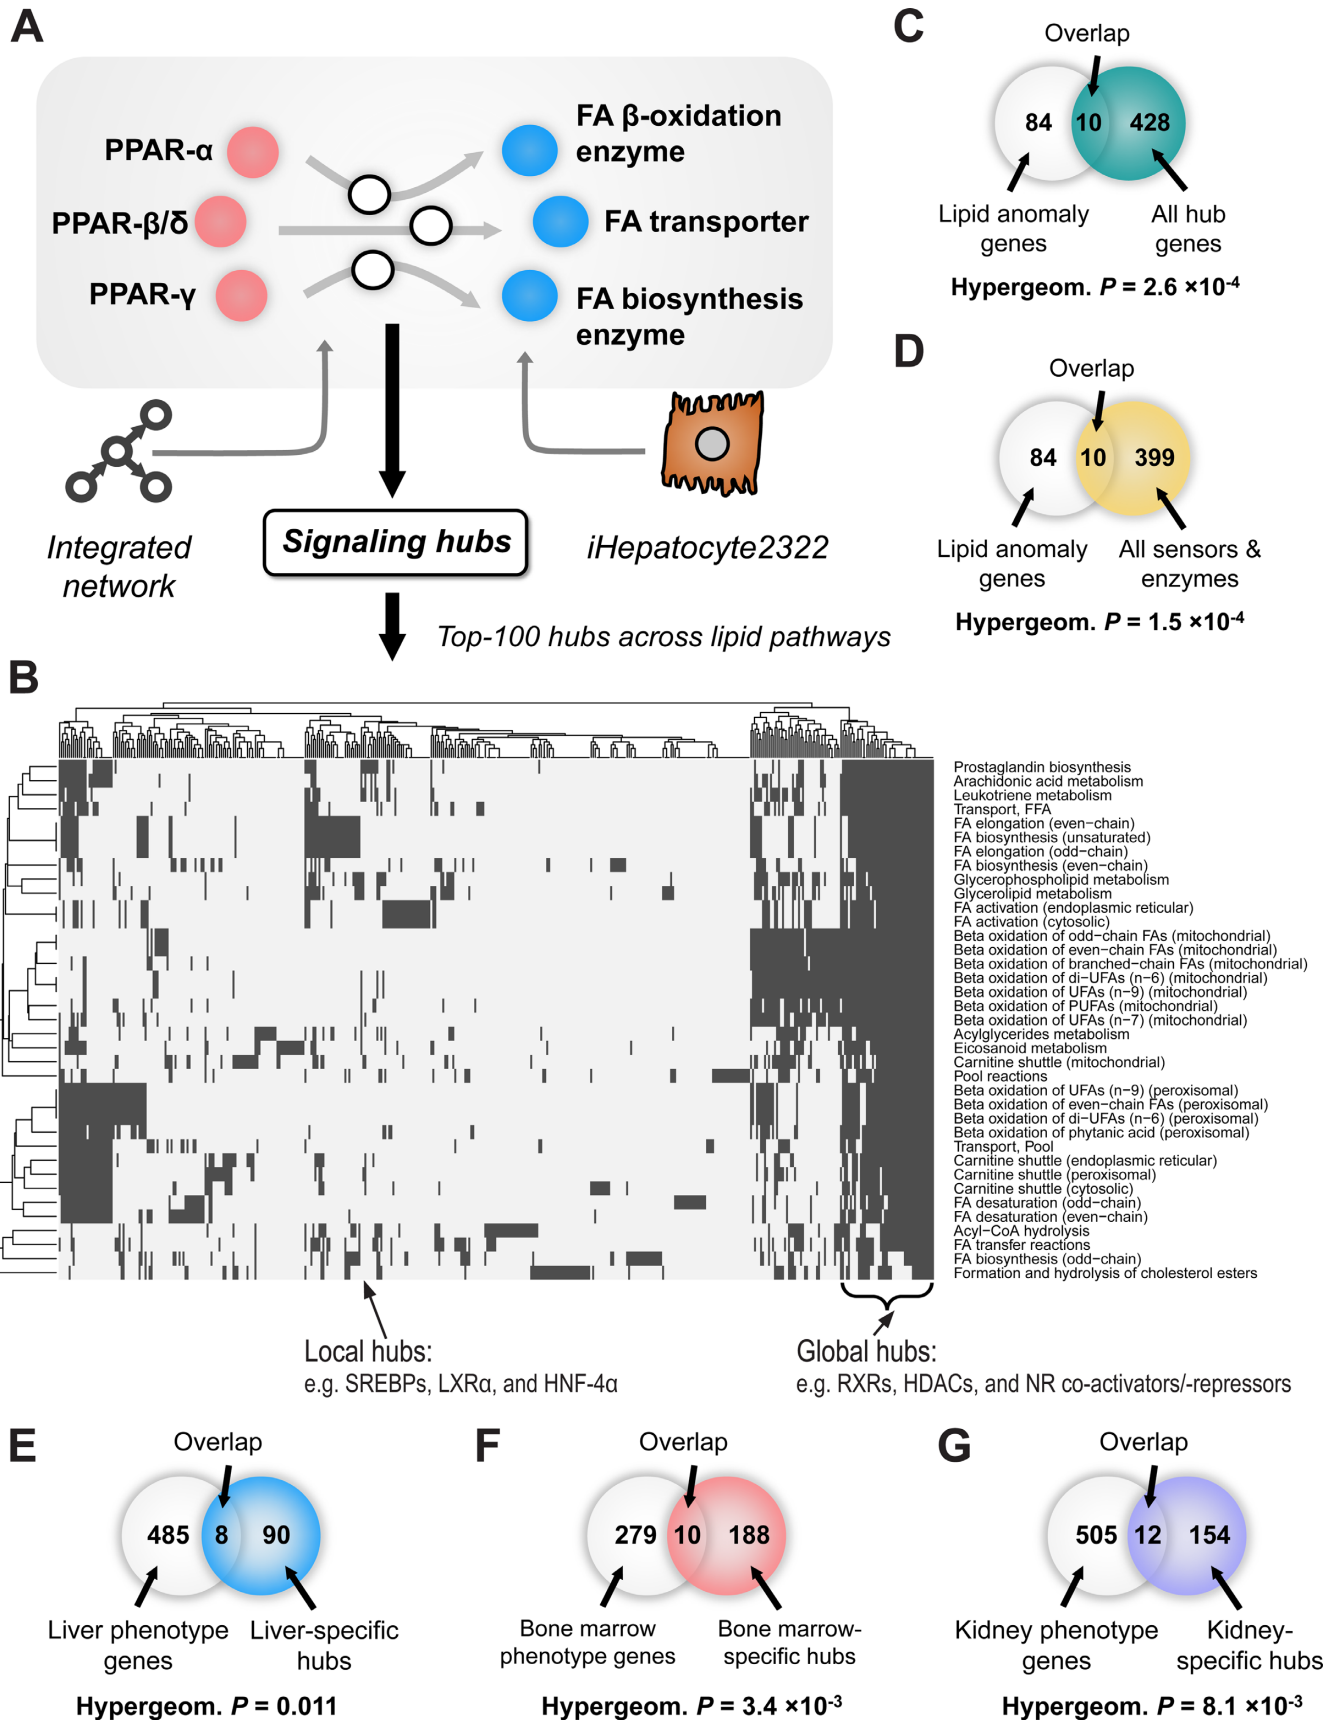 A
PPAR-α
PPAR-β/δ
PPAR-γ
FA β-oxidation
enzyme
FA transporter
FA biosynthesis
enzyme
Integrated
network
Signaling hubs
iHepatocyte2322
Top-100 hubs across lipid pathways
C
Overlap
84
10
428
Lipid anomaly
genes
All hub
genes
Hypergeom. P = 2.6 ×10-4
D
Overlap
84
10
399
Lipid anomaly
genes
All sensors &
enzymes
Hypergeom. P = 1.5 ×10-4
B
Prostaglandin biosynthesis
Arachidonic acid metabolism
Leukotriene metabolism
Transport, FFA
FA elongation (even−chain)
FA biosynthesis (unsaturated)
FA elongation (odd−chain)
FA biosynthesis (even−chain)
Glycerophospholipid metabolism
Glycerolipid metabolism
FA activation (endoplasmic reticular)
FA activation (cytosolic)
Beta oxidation of odd−chain FAs (mitochondrial)
Beta oxidation of even−chain FAs (mitochondrial)
Beta oxidation of branched−chain FAs (mitochondrial)
Beta oxidation of di−UFAs (n−6) (mitochondrial)
Beta oxidation of UFAs (n−9) (mitochondrial)
Beta oxidation of PUFAs (mitochondrial)
Beta oxidation of UFAs (n−7) (mitochondrial)
Acylglycerides metabolism
Eicosanoid metabolism
Carnitine shuttle (mitochondrial)
Pool reactions
Beta oxidation of UFAs (n−9) (peroxisomal)
Beta oxidation of even−chain FAs (peroxisomal)
Beta oxidation of di−UFAs (n−6) (peroxisomal)
Beta oxidation of phytanic acid (peroxisomal)
Transport, Pool
Carnitine shuttle (endoplasmic reticular)
Carnitine shuttle (peroxisomal)
Carnitine shuttle (cytosolic)
FA desaturation (odd−chain)
FA desaturation (even−chain)
Acyl−CoA hydrolysis
FA transfer reactions
FA biosynthesis (odd−chain)
Formation and hydrolysis of cholesterol esters
Local hubs:
e.g. SREBPs, LXRα, and HNF-4α
Global hubs:
e.g. RXRs, HDACs, and NR co-activators/-repressors
E
Overlap
485
8
90
Liver phenotype
genes
Liver-specific
hubs
Hypergeom. P = 0.011
F
Overlap
279
10
188
Bone marrow
phenotype genes
Bone marrow-
specific hubs
Hypergeom. P = 3.4 ×10-3
G
Overlap
505
12
154
Kidney phenotype
genes
Kidney-
specific hubs
Hypergeom. P = 8.1 ×10-3